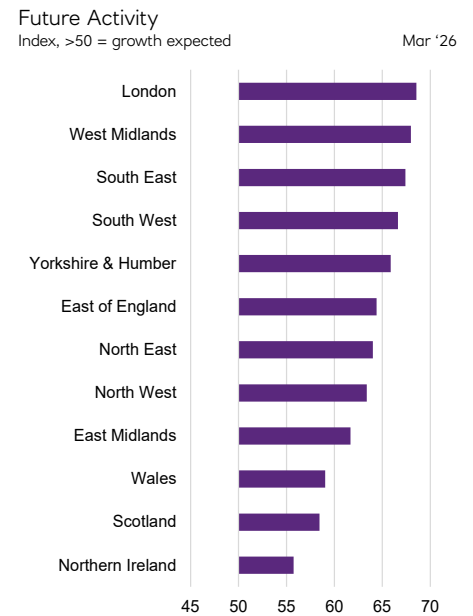 Future Activity
Index, >50 = growth expected Mar ‘26
London
West Midlands
South East
South West
Yorkshire & Humber
East of England
North East
North West
East Midlands
Wales
Scotland
Northern Ireland
45 50 55 60 65 70